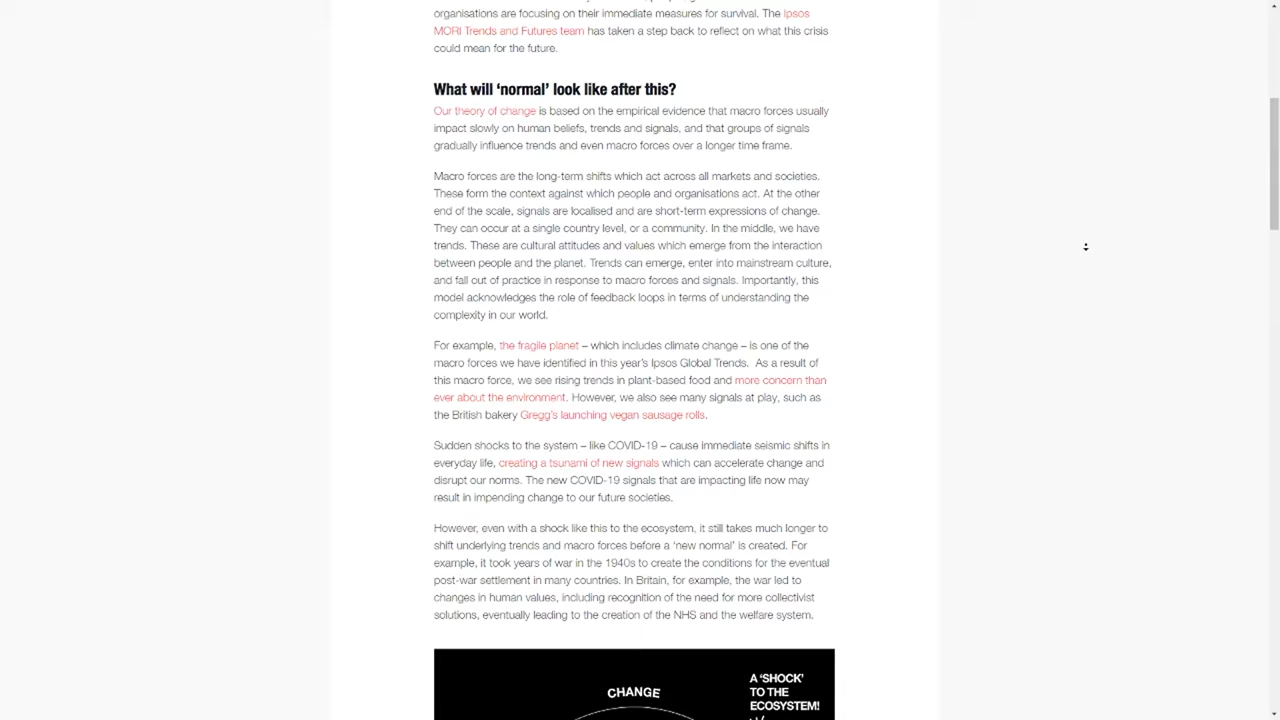 organisations are focusing on their immediate measures for survival. The Ipsos
MORI Trends and Futures team has taken a step back to reflect on what this crisis
could mean for the future.
What will ‘normal’ look like after this?
Our theory of change is based on the empirical evidence that macro forces usually
impact slowly on human beliefs, trends and signals, and that groups of signals
gradually influence trends and even macro forces over a longer time frame.
Macro forces are the long-term shifts which act across all markets and societies.
These form the context against which people and organisations act. At the other
end of the scale, signals are localised and are short-term expressions of change.
They can occur at a single country level, or a community. In the middle, we have
trends. These are cultural attitudes and values which emerge from the interaction
between people and the planet. Trends can emerge, enter into mainstream culture,
and fall out of practice in response to macro forces and signals. Importantly, this
model acknowledges the role of feedback loops in terms of understanding the
complexity in our world.
For example, the fragile planet – which includes climate change – is one of the
macro forces we have identified in this year’s Ipsos Global Trends. As a result of
this macro force, we see rising trends in plant-based food and more concern than
ever about the environment. However, we also see many signals at play, such as
the British bakery Gregg’s launching vegan sausage rolls.
Sudden shocks to the system – like COVID-19 – cause immediate seismic shifts in
everyday life, creating a tsunami of new signals which can accelerate change and
disrupt our norms. The new COVID-19 signals that are impacting life now may
result in impending change to our future societies.
However, even with a shock like this to the ecosystem, it still takes much longer to
shift underlying trends and macro forces before a ‘new normal’ is created. For
example, it took years of war in the 1940s to create the conditions for the eventual
post-war settlement in many countries. In Britain, for example, the war led to
changes in human values, including recognition of the need for more collectivist
solutions, eventually leading to the creation of the NHS and the welfare system.
CHANGE
A ‘SHOCK’
TO THE
ECOSYSTEM!